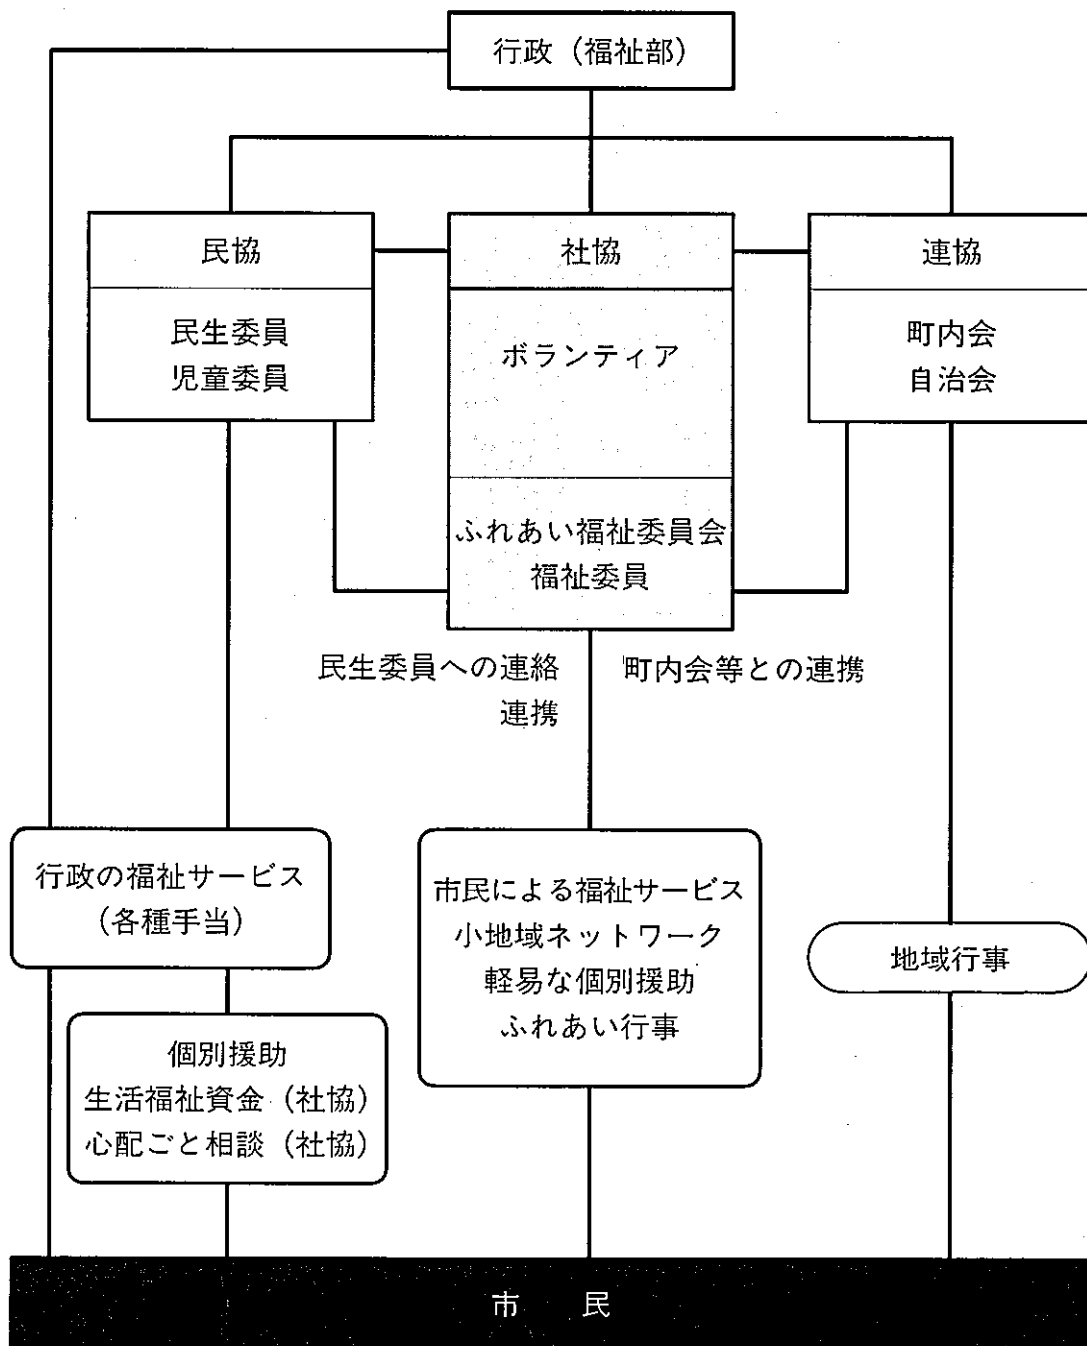 行政（福祉部）
民協
民生委員
児童委員
社協
ボランティア
ふれあい福祉委員会
福祉委員
連協
町内会
自治会
民生委員への連絡
連携
町内会等との連携
行政の福祉サービス
（各種手当）
個別援助
生活福祉資金（社協）
心配ごと相談（社協）
市民による福祉サービス
小地域ネットワーク
軽易な個別援助
ふれあい行事
地域行事
市　民